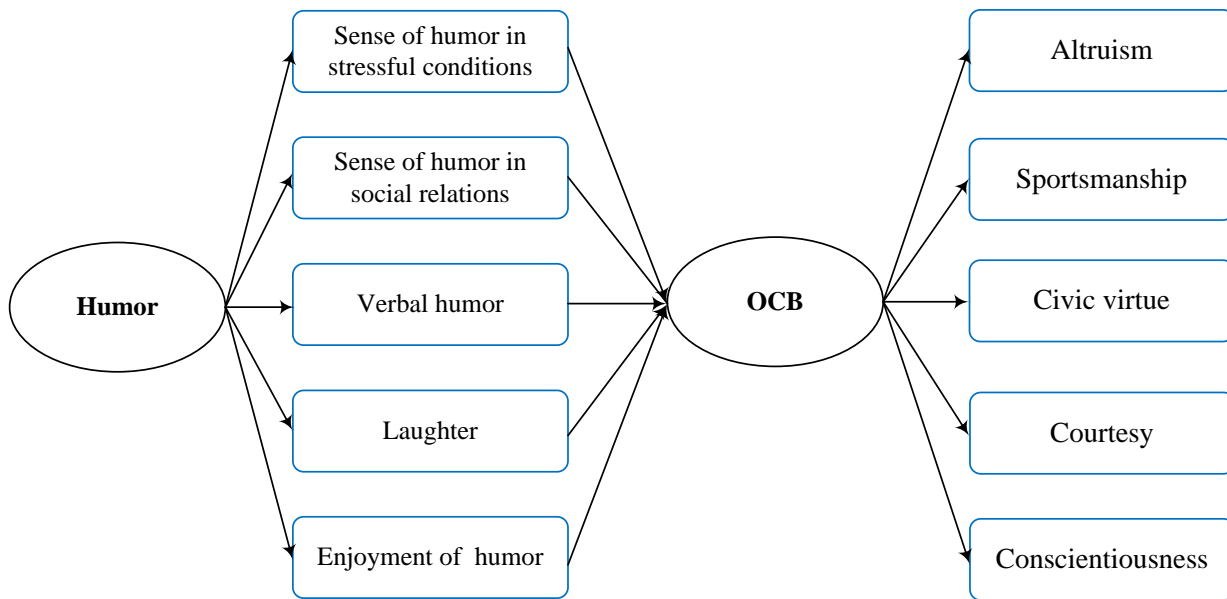 Sense of humor in
stressful conditions
Sense of humor in
social relations
Humor
Verbal humor
Laughter
Enjoyment of  humor
OCB
Altruism
Sportsmanship
Civic virtue
Courtesy
Conscientiousness